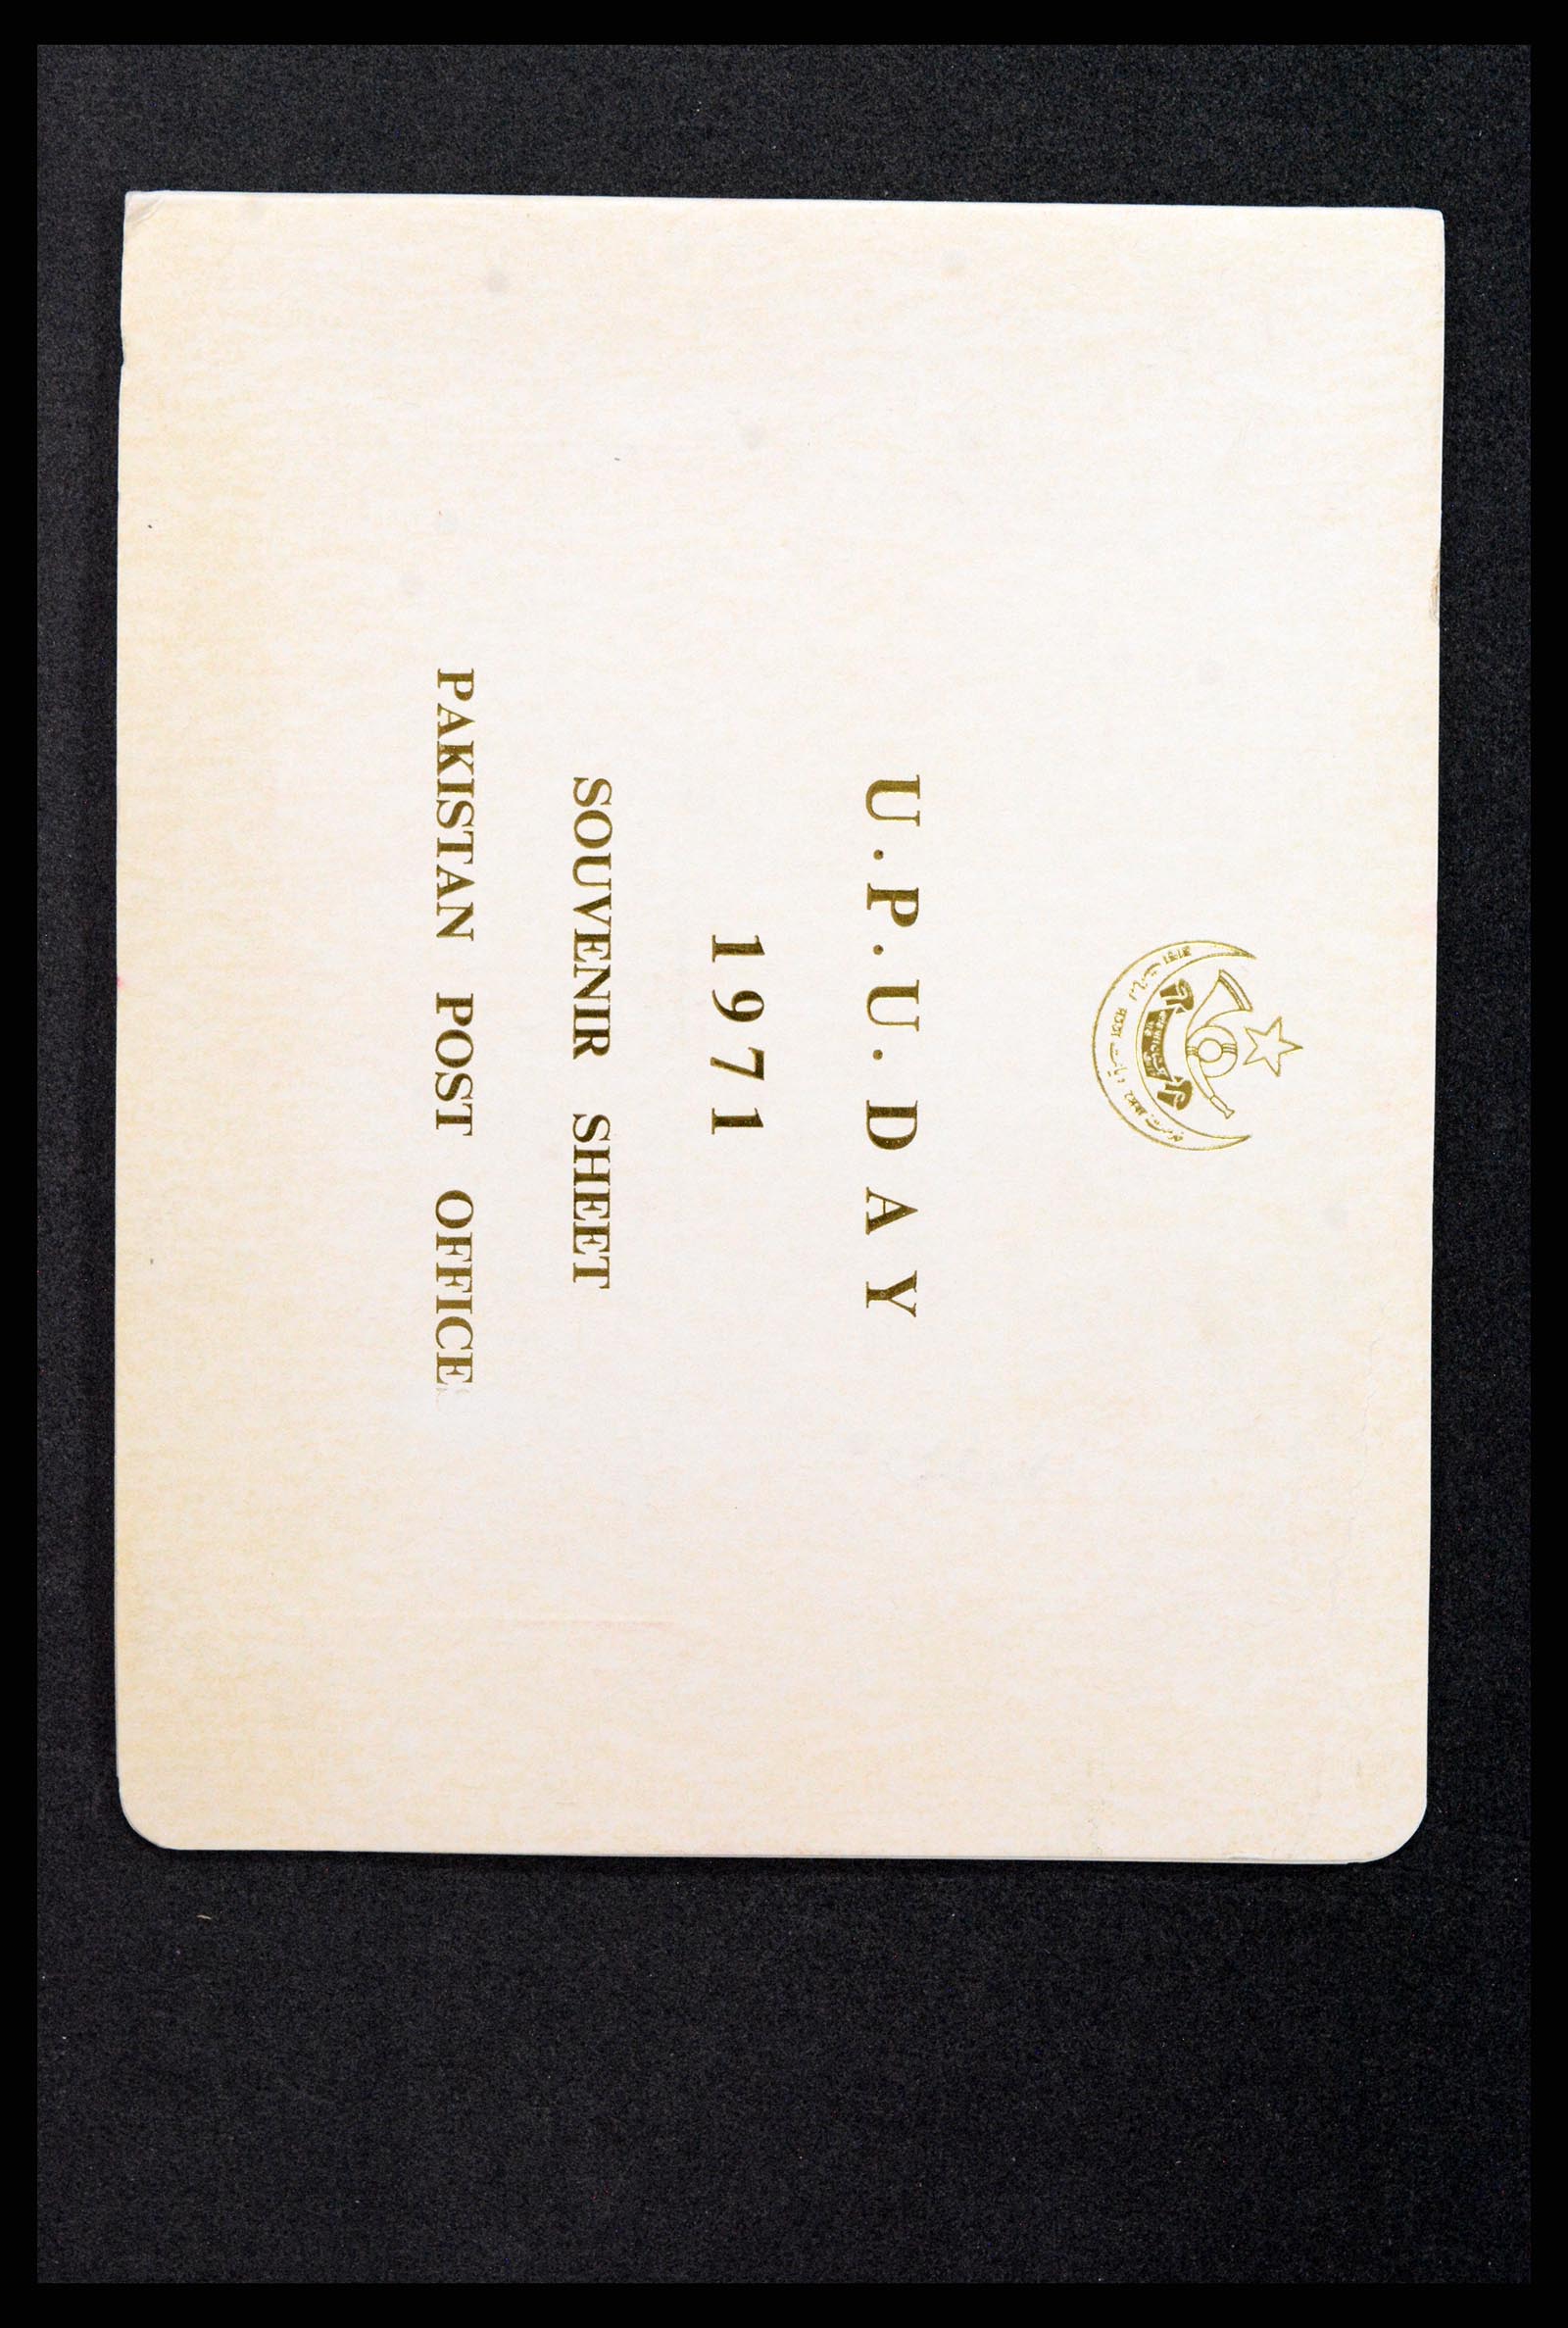 U.P.U. DAY
1971
SOUVENIR SHEET
PAKISTAN POST OFFICE